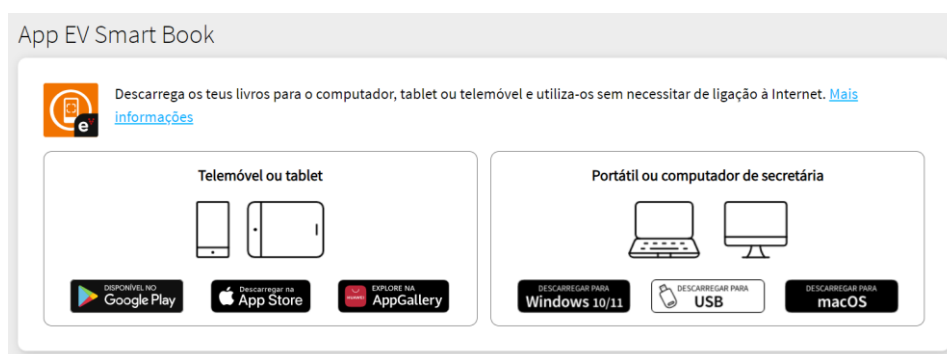 App EV Smart Book
Descarrega os teus livros para o computador, tablet ou telemóvel e utiliza-os sem necessitar de ligação à Internet. Mais
informações
eV
Telemóvel ou tablet
Portátil ou computador de secretária
DISPONÍVEL NO
Google Play
Descarregar na
App Store
EXPLORE NA
AppGallery
HUAWEI
DESCARREGAR PARA
Windows 10/11
DESCARREGAR PARA
USB
DESCARREGAR PARA
macOS